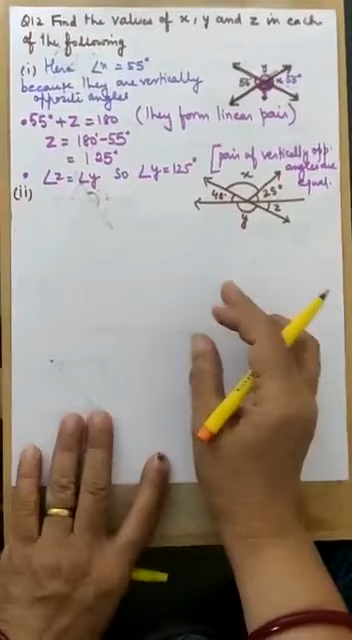 Q12 Find the values of x, y and z in each
of the following
(i) Here ∠x = 55°
because they are vertically
opposite angles
• 55° + Z = 180 (They form linear pair)
Z = 180° - 55°
= 125°
• ∠Z = ∠y So ∠y = 125° [pair of vertically opp.
angles are
equal.
(ii)
y
55°
x
40°
x
25°
y
z